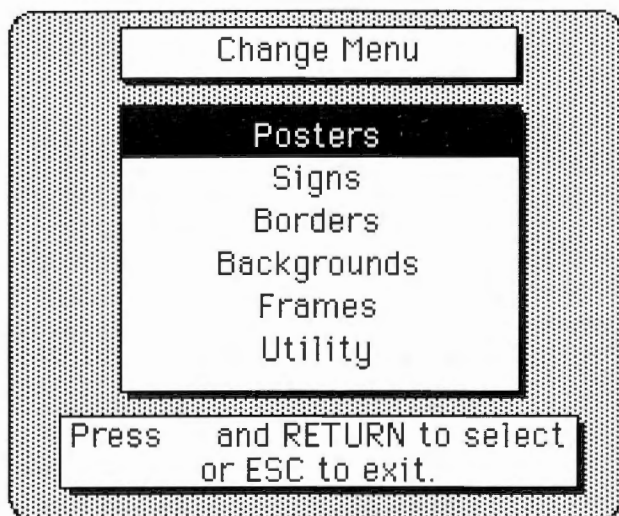 Change Menu
Posters
Signs
Borders
Backgrounds
Frames
Utility
Press and RETURN to select
or ESC to exit.